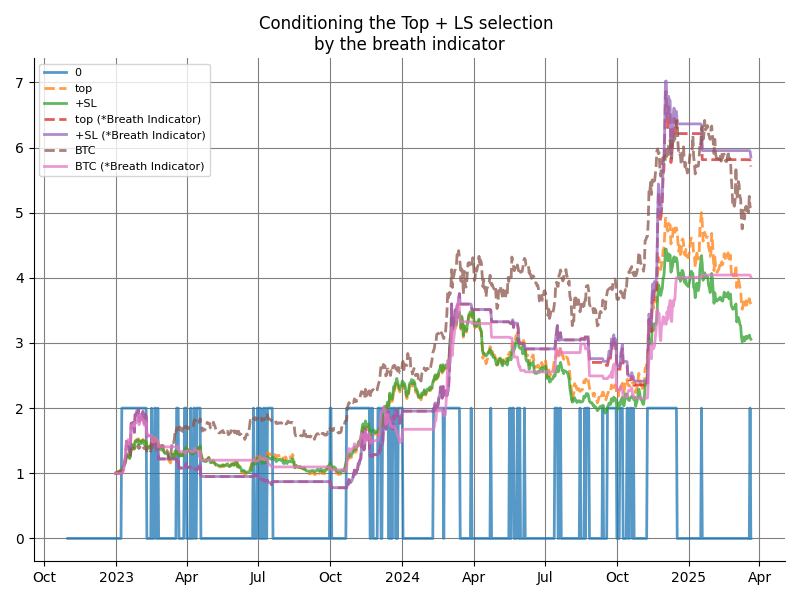 Conditioning the Top + LS selection
by the breath indicator
0
top
+SL
top (*Breath Indicator)
+SL (*Breath Indicator)
BTC
BTC (*Breath Indicator)
7
6
5
4
3
2
1
0
Oct
2023
Apr
Jul
Oct
2024
Apr
Jul
Oct
2025
Apr